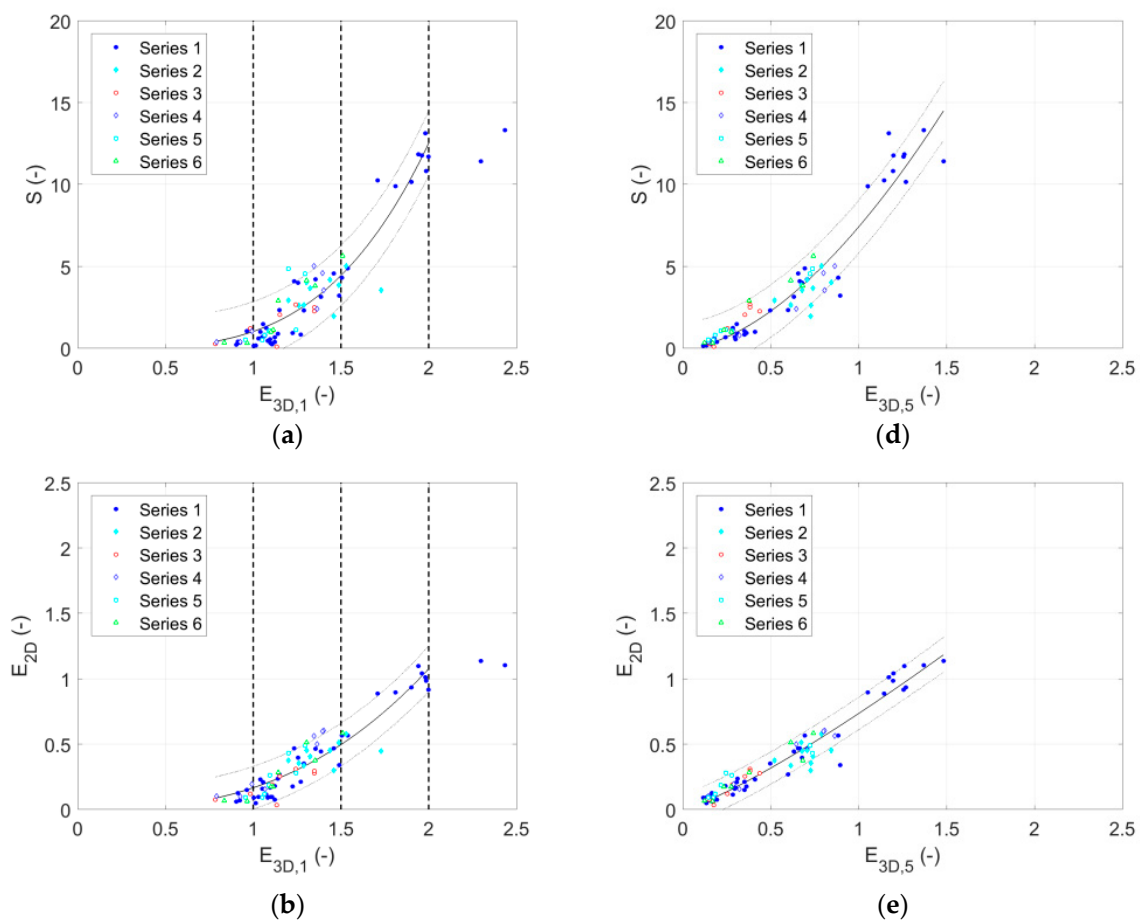 20
15
10
5
0
S (-)
Series 1
Series 2
Series 3
Series 4
Series 5
Series 6
0 0.5 1 1.5 2 2.5
E3D,1 (-)
(a)
20
15
10
5
0
S (-)
Series 1
Series 2
Series 3
Series 4
Series 5
Series 6
0 0.5 1 1.5 2 2.5
E3D,5 (-)
(d)
2.5
2
1.5
1
0.5
0
E2D (-)
Series 1
Series 2
Series 3
Series 4
Series 5
Series 6
0 0.5 1 1.5 2 2.5
E3D,1 (-)
(b)
2.5
2
1.5
1
0.5
0
E2D (-)
Series 1
Series 2
Series 3
Series 4
Series 5
Series 6
0 0.5 1 1.5 2 2.5
E3D,5 (-)
(e)